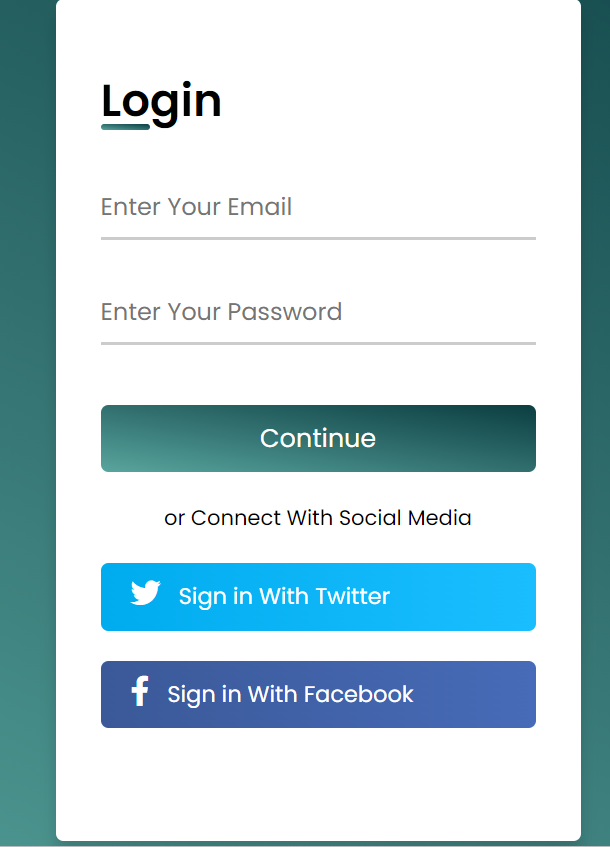 Login
Enter Your Email
Enter Your Password
Continue
or Connect With Social Media
Sign in With Twitter
Sign in With Facebook